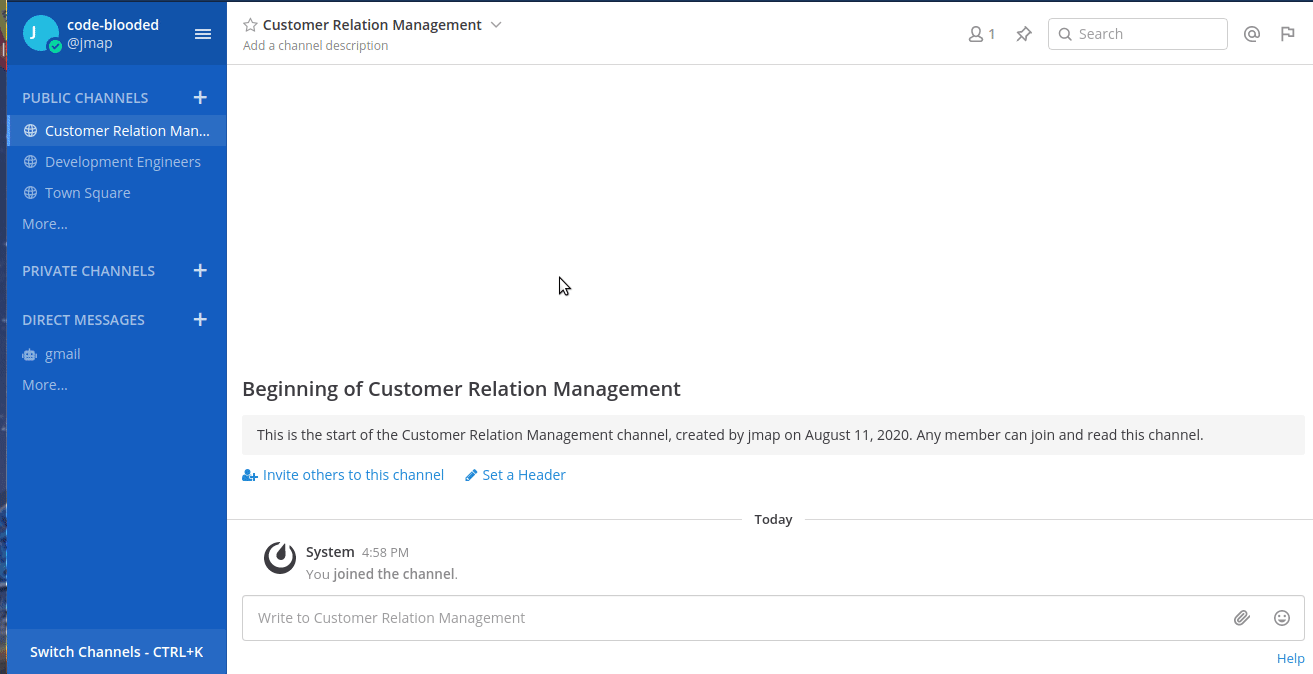 J
code-blooded
@jmap
PUBLIC CHANNELS
Customer Relation Man...
Development Engineers
Town Square
More...
PRIVATE CHANNELS
DIRECT MESSAGES
gmail
More...
Switch Channels - CTRL+K
Customer Relation Management
Add a channel description
1
Search
Beginning of Customer Relation Management
This is the start of the Customer Relation Management channel, created by jmap on August 11, 2020. Any member can join and read this channel.
Invite others to this channel
Set a Header
Today
System 4:58 PM
You joined the channel.
Write to Customer Relation Management
Help